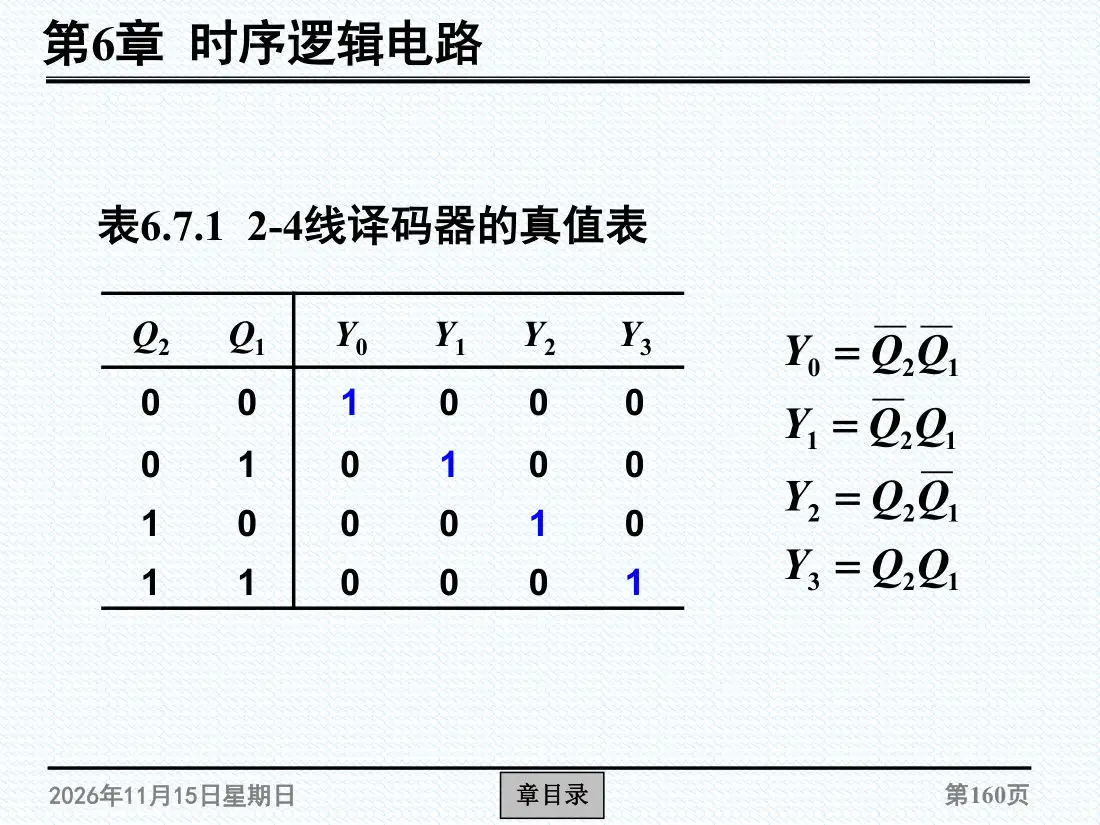 第6章 时序逻辑电路
表6.7.1 2-4线译码器的真值表
Q₂ Q₁ Y₀ Y₁ Y₂ Y₃
0 0 1 0 0 0
0 1 0 1 0 0
1 0 0 0 1 0
1 1 0 0 0 1
Y₀ = Q̅₂Q̅₁
Y₁ = Q̅₂Q₁
Y₂ = Q₂Q̅₁
Y₃ = Q₂Q₁
2026年11月15日星期日
章目录
第160页